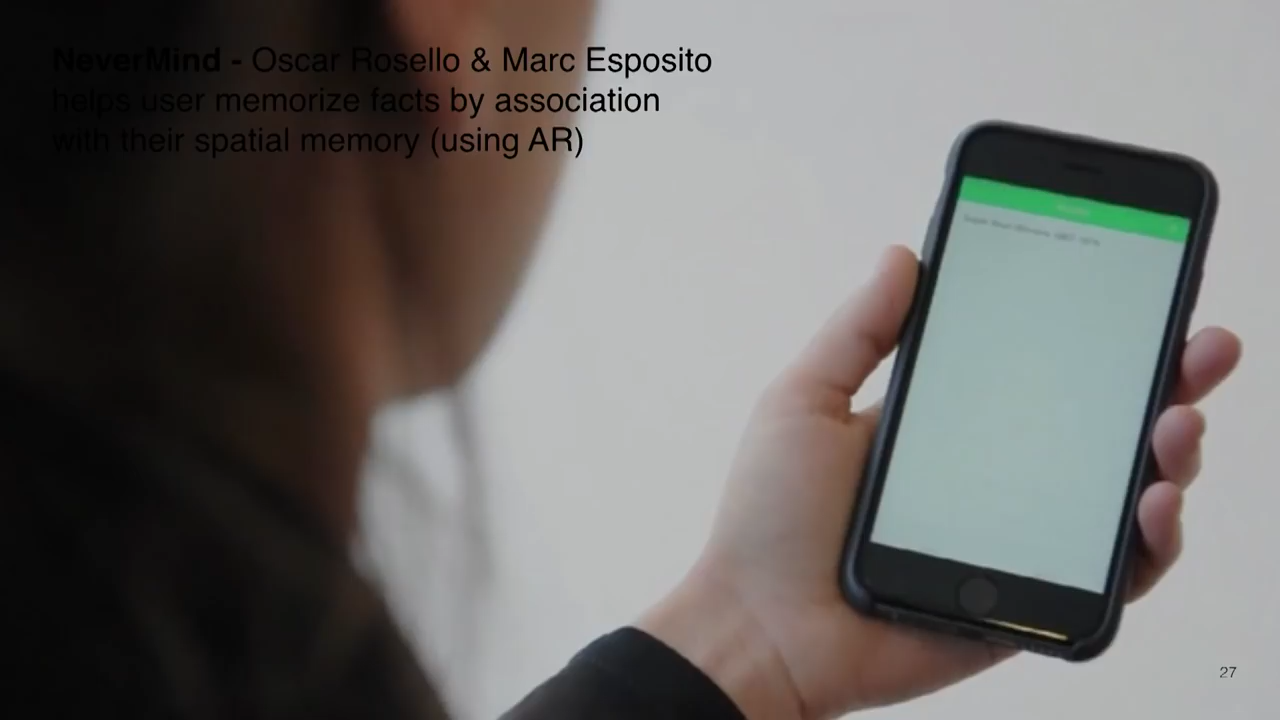 NeverMind - Oscar Rosello & Marc Esposito
helps user memorize facts by association
with their spatial memory (using AR)
27